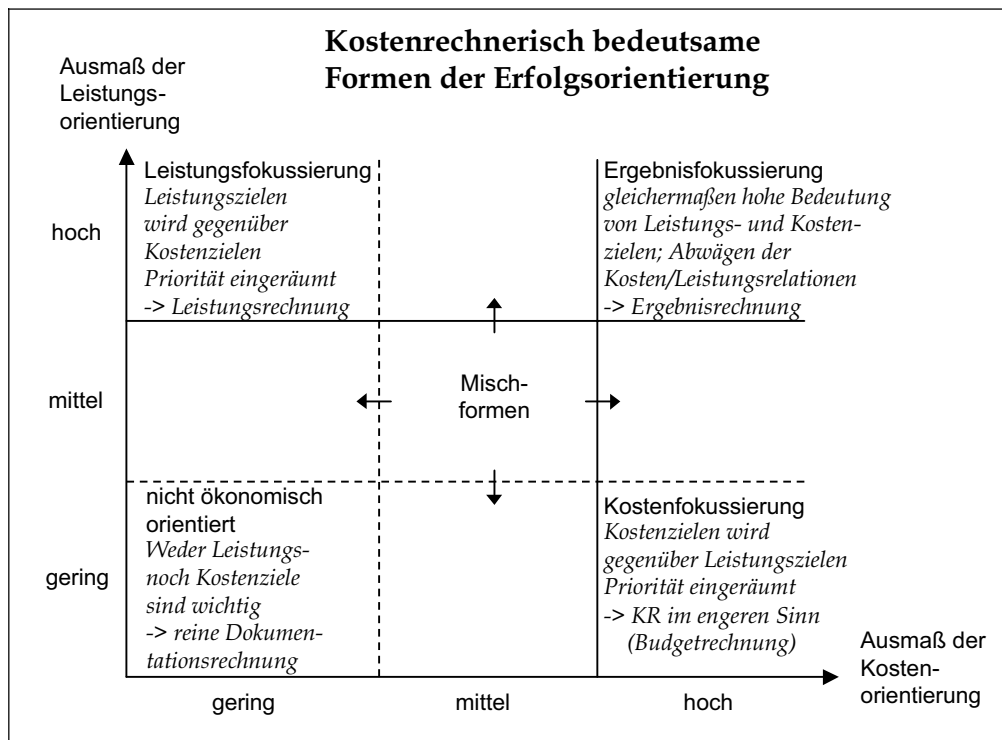 Kostenrechnerisch bedeutsame
Formen der Erfolgsorientierung
Ausmaß der
Leistungs-
orientierung
hoch
Leistungsfokussierung
Leistungszielen
wird gegenüber
Kostenzielen
Priorität eingeräumt
-> Leistungsrechnung
Ergebnisfokussierung
gleichermaßen hohe Bedeutung
von Leistungs- und Kosten-
zielen; Abwägen der
Kosten/Leistungsrelationen
-> Ergebnisrechnung
mittel
Misch-
formen
gering
nicht ökonomisch
orientiert
Weder Leistungs-
noch Kostenziele
sind wichtig
-> reine Dokumen-
tationsrechnung
Kostenfokussierung
Kostenzielen wird
gegenüber Leistungszielen
Priorität eingeräumt
-> KR im engeren Sinn
(Budgetrechnung)
Ausmaß der
Kosten-
orientierung
gering
mittel
hoch